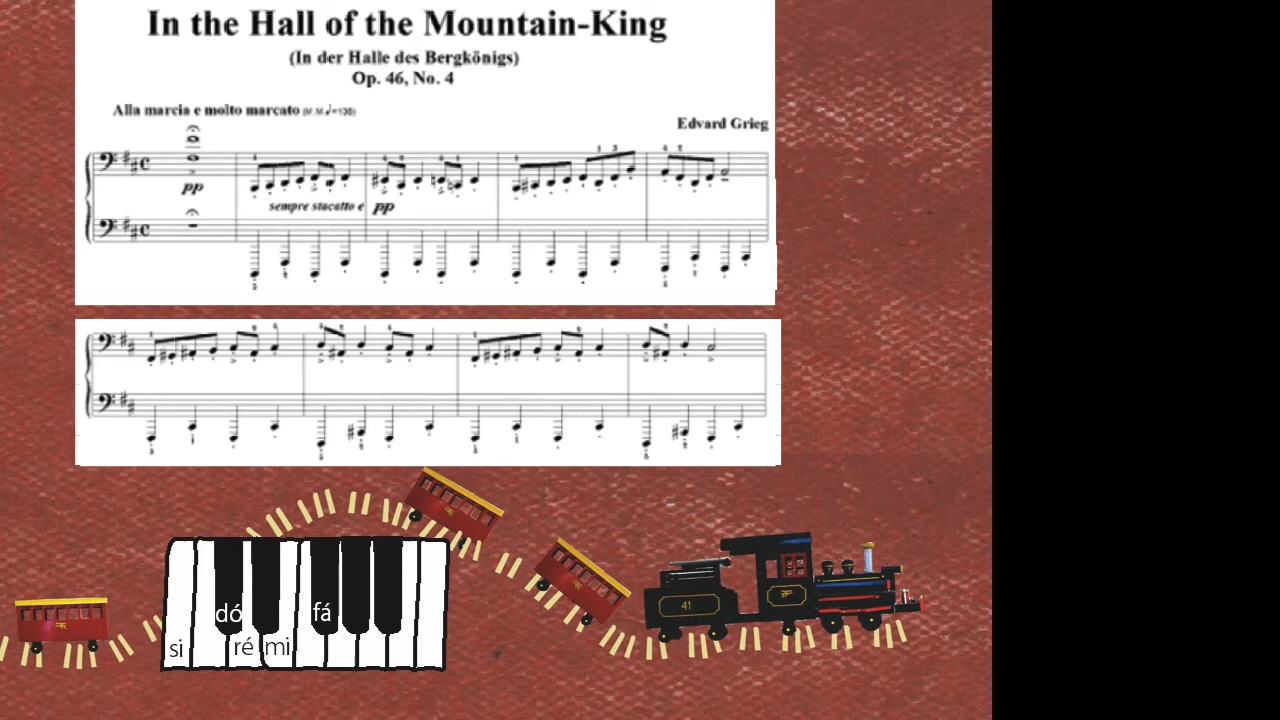 In the Hall of the Mountain-King
(In der Halle des Bergkönigs)
Op. 46, No. 4
Alla marcia e molto marcato (M.M.♩=138)
Edvard Grieg
pp
sempre staccato e pp
dó
fá
si
ré
mi
41